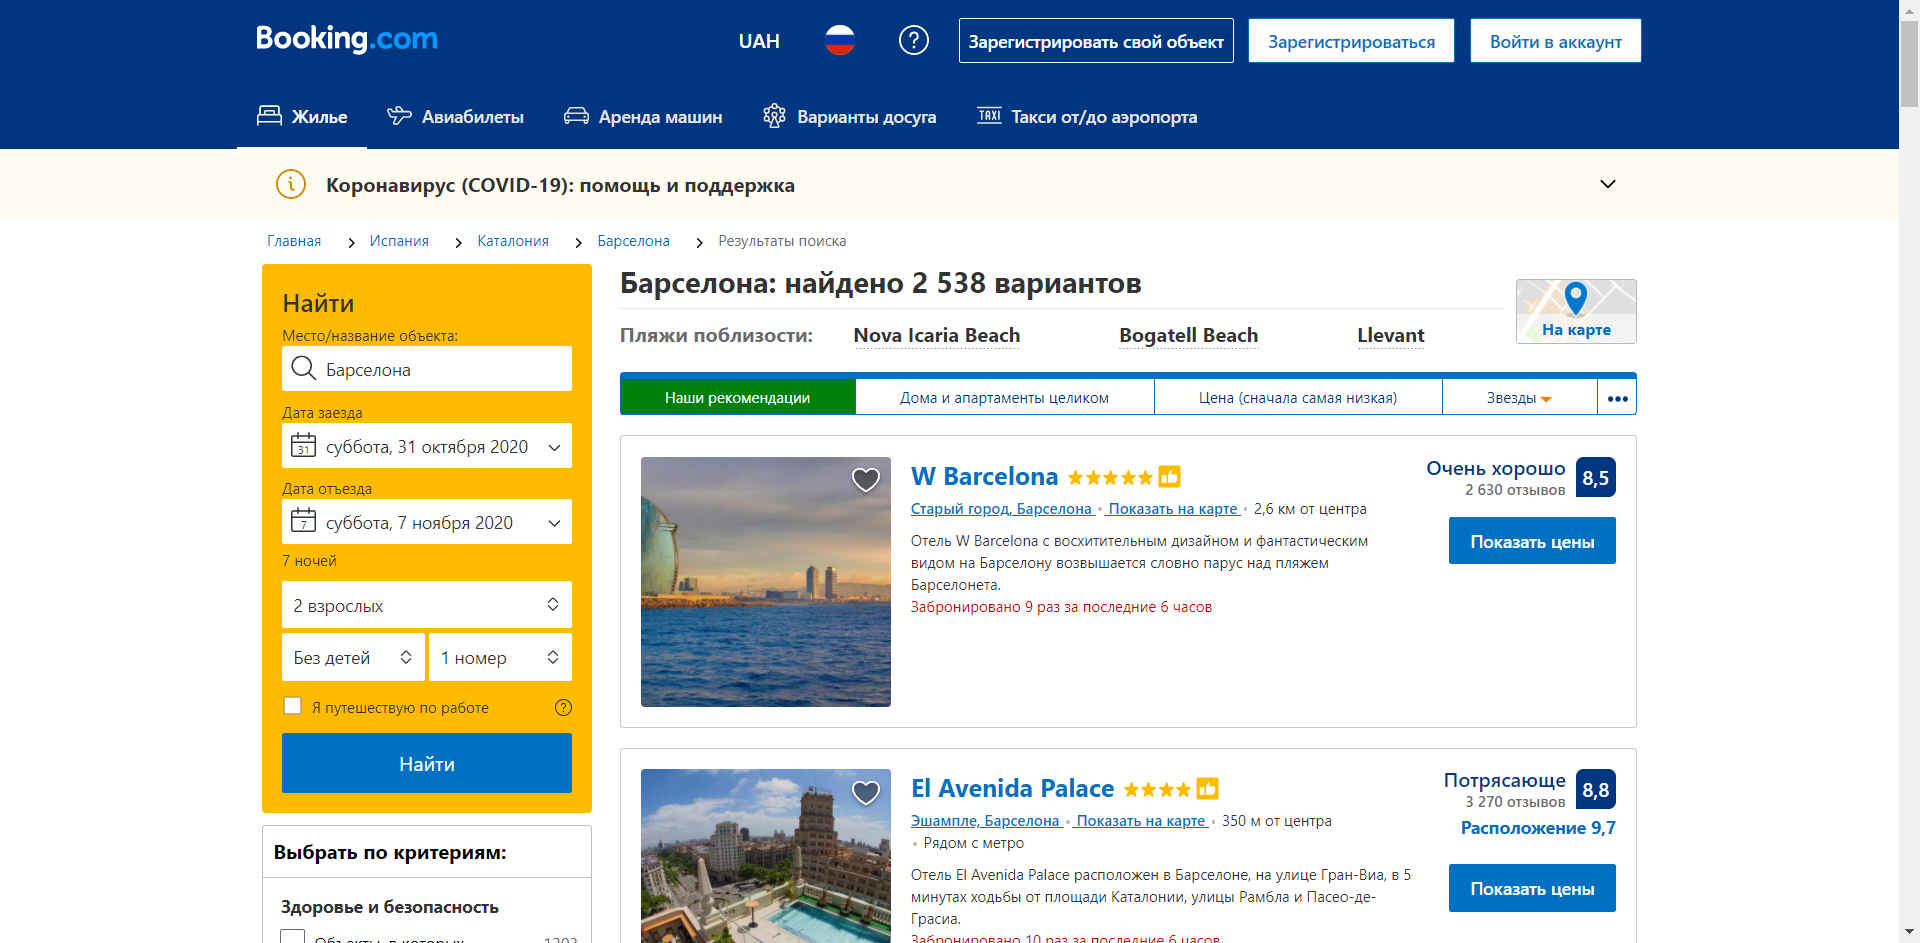 Booking.com
UAH
?
Зарегистрировать свой объект
Зарегистрироваться
Войти в аккаунт
Жилье
Авиабилеты
Аренда машин
Варианты досуга
TAXI
Такси от/до аэропорта
Коронавирус (COVID-19): помощь и поддержка
Главная
Испания
Каталония
Барселона
Результаты поиска
Найти
Место/название объекта:
Барселона
Дата заезда
31
суббота, 31 октября 2020
Дата отъезда
7
суббота, 7 ноября 2020
7 ночей
2 взрослых
Без детей
1 номер
Я путешествую по работе
?
Найти
Выбрать по критериям:
Здоровье и безопасность
Объекты, в которых
1303
Барселона: найдено 2 538 вариантов
На карте
Пляжи поблизости:
Nova Icaria Beach
Bogatell Beach
Llevant
Наши рекомендации
Дома и апартаменты целиком
Цена (сначала самая низкая)
Звезды
•••
W Barcelona
Старый город, Барселона • Показать на карте • 2,6 км от центра
Отель W Barcelona с восхитительным дизайном и фантастическим
видом на Барселону возвышается словно парус над пляжем
Барселонета.
Забронировано 9 раз за последние 6 часов
Очень хорошо
2 630 отзывов
8,5
Показать цены
El Avenida Palace
Эшампле, Барселона • Показать на карте • 350 м от центра
• Рядом с метро
Отель El Avenida Palace расположен в Барселоне, на улице Гран-Виа, в 5
минутах ходьбы от площади Каталонии, улицы Рамбла и Пасео-де-
Грасиа.
Забронировано 10 раз за последние 6 часов
Потрясающе
3 270 отзывов
8,8
Расположение 9,7
Показать цены